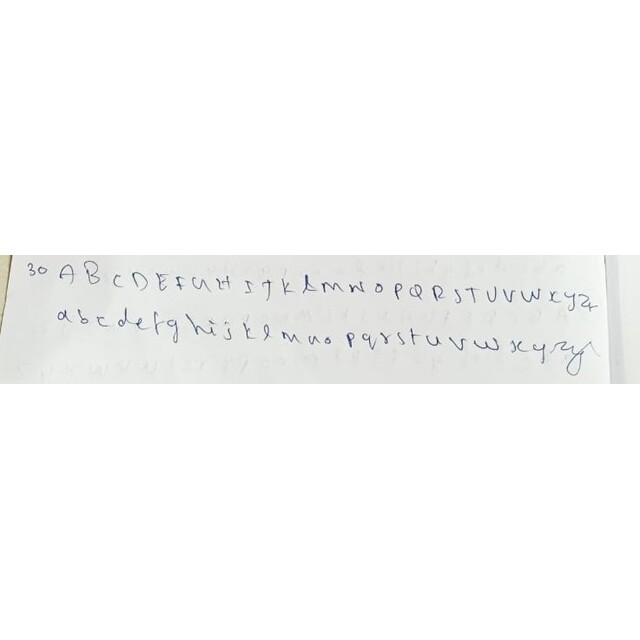 30 A B C D E F G H I J K L M N O P Q R S T U V W X Y Z
a b c d e f g h i j k l m n o p q r s t u v w x y z